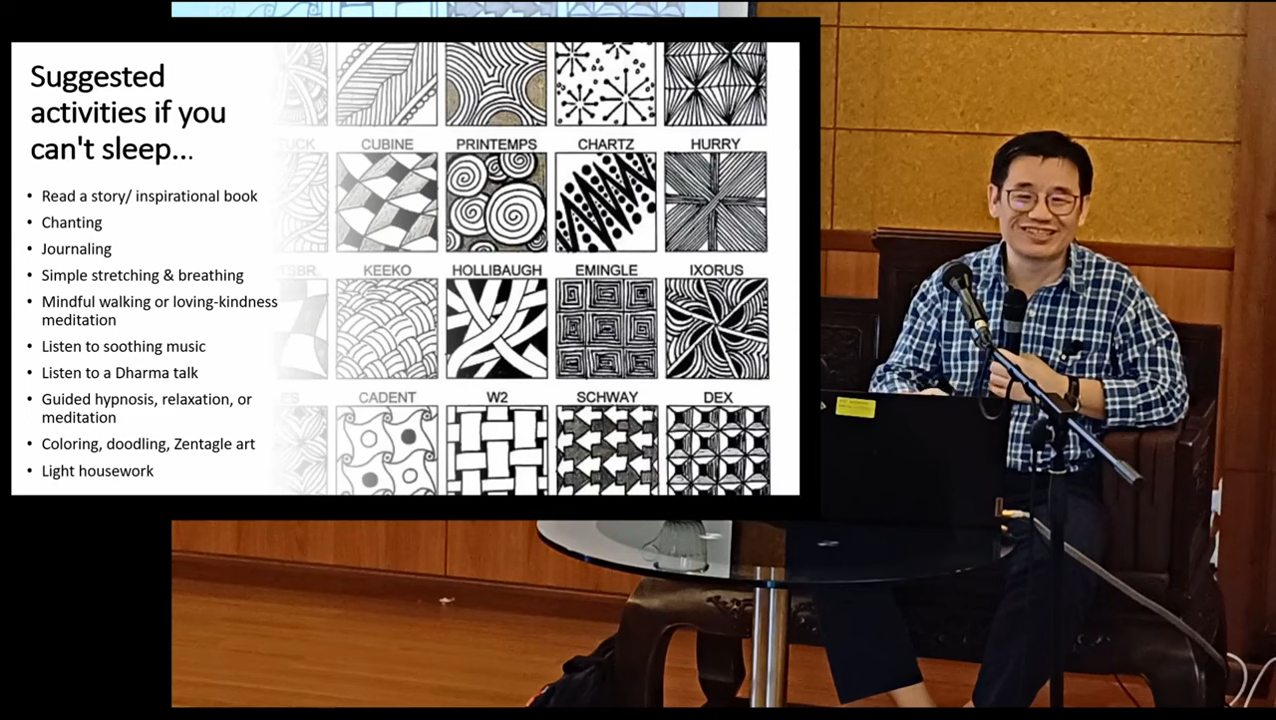 Suggested
activities if you
can't sleep...
• Read a story/ inspirational book
• Chanting
• Journaling
• Simple stretching & breathing
• Mindful walking or loving-kindness
meditation
• Listen to soothing music
• Listen to a Dharma talk
• Guided hypnosis, relaxation, or
meditation
• Coloring, doodling, Zentagle art
• Light housework
CUBINE PRINTEMPS CHARTZ HURRY
KEEKO HOLLIBAUGH EMINGLE IXORUS
CADENT W2 SCHWAY DEX